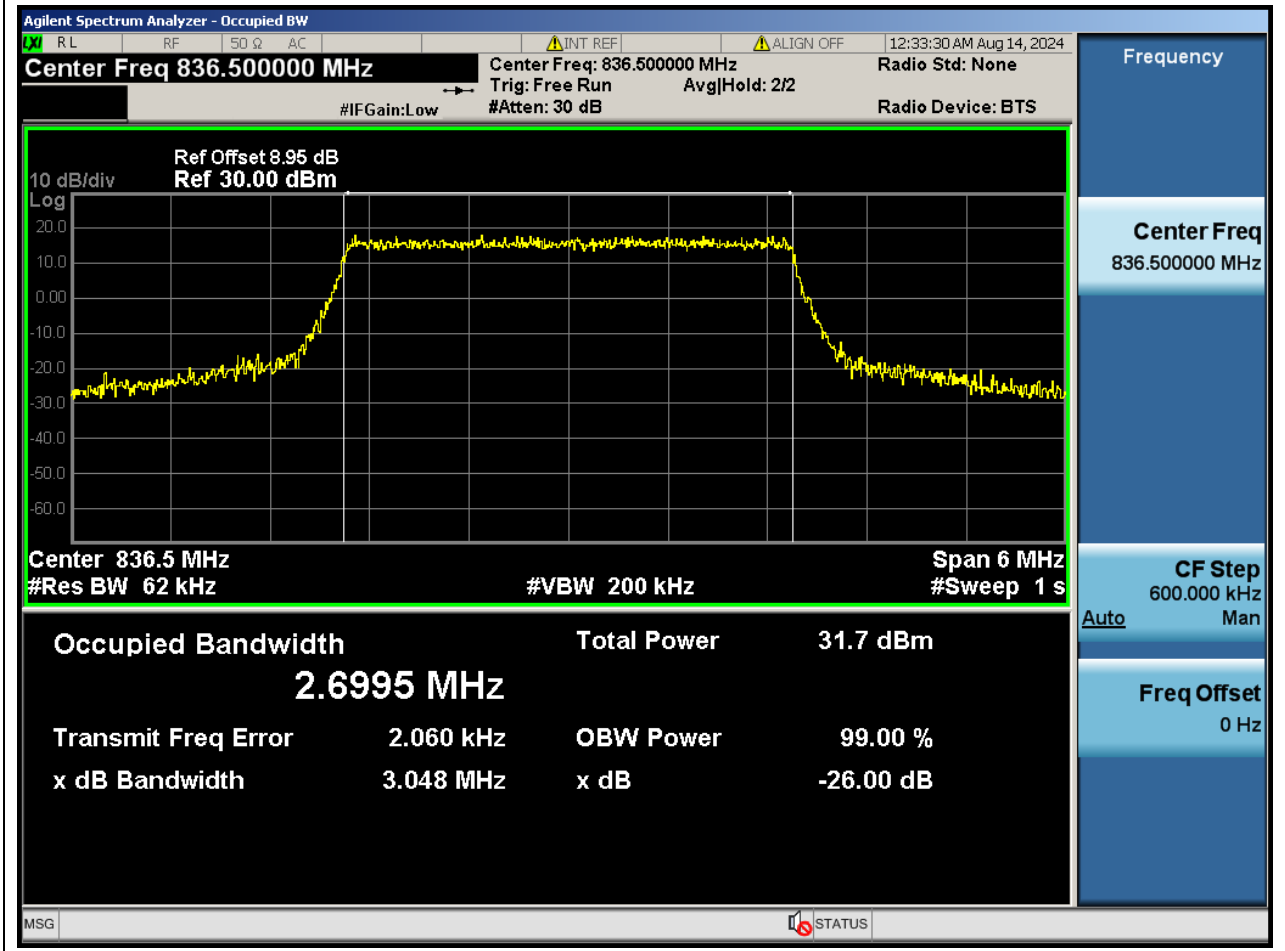 Agilent Spectrum Analyzer - Occupied BW
LXI RL RF 50 Ω AC INT REF ALIGN OFF 12:33:30 AM Aug 14, 2024
Center Freq 836.500000 MHz
Center Freq: 836.500000 MHz
Radio Std: None
Trig: Free Run Avg|Hold: 2/2
#IFGain:Low
#Atten: 30 dB
Radio Device: BTS
Ref Offset 8.95 dB
10 dB/div Ref 30.00 dBm
Log
20.0
10.0
0.00
-10.0
-20.0
-30.0
-40.0
-50.0
-60.0
Center 836.5 MHz Span 6 MHz
#Res BW 62 kHz #VBW 200 kHz #Sweep 1 s
Occupied Bandwidth Total Power 31.7 dBm
2.6995 MHz
Transmit Freq Error 2.060 kHz OBW Power 99.00 %
x dB Bandwidth 3.048 MHz x dB -26.00 dB
Frequency
Center Freq
836.500000 MHz
CF Step
600.000 kHz
Auto Man
Freq Offset
0 Hz
MSG STATUS